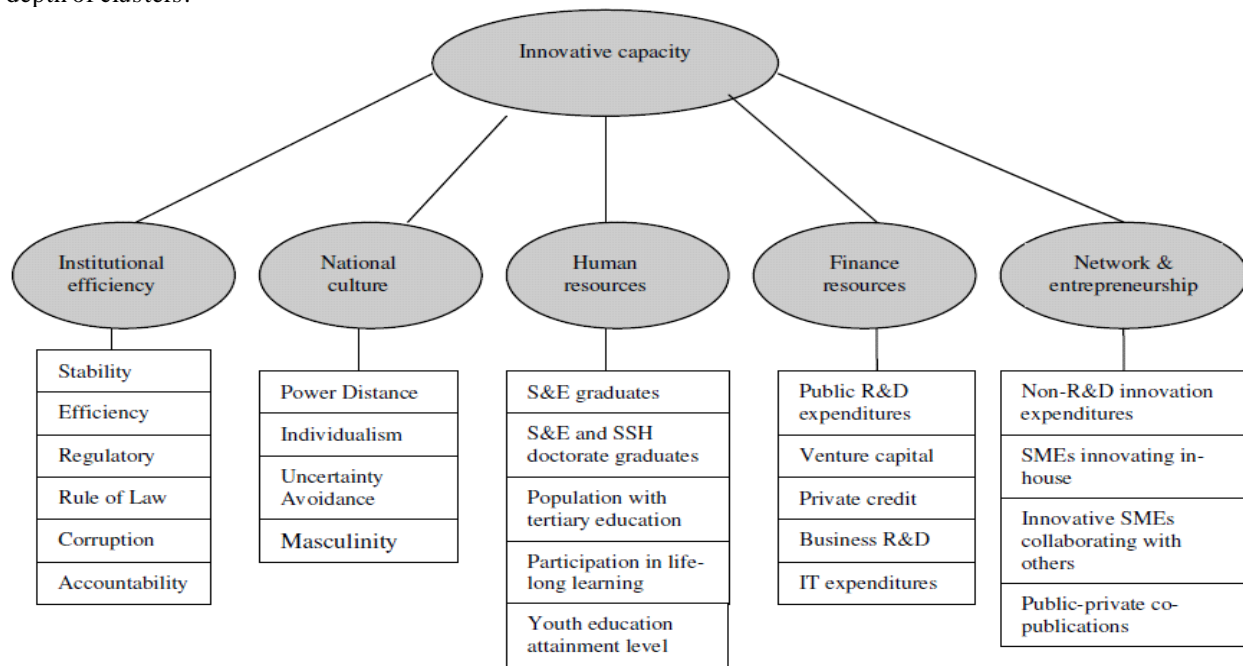 depth of clusters.
Innovative capacity
Institutional
efficiency
National
culture
Human
resources
Finance
resources
Network &
entrepreneurship
Stability
Efficiency
Regulatory
Rule of Law
Corruption
Accountability
Power Distance
Individualism
Uncertainty
Avoidance
Masculinity
S&E graduates
S&E and SSH
doctorate graduates
Population with
tertiary education
Participation in life-
long learning
Youth education
attainment level
Public R&D
expenditures
Venture capital
Private credit
Business R&D
IT expenditures
Non-R&D innovation
expenditures
SMEs innovating in-
house
Innovative SMEs
collaborating with
others
Public-private co-
publications